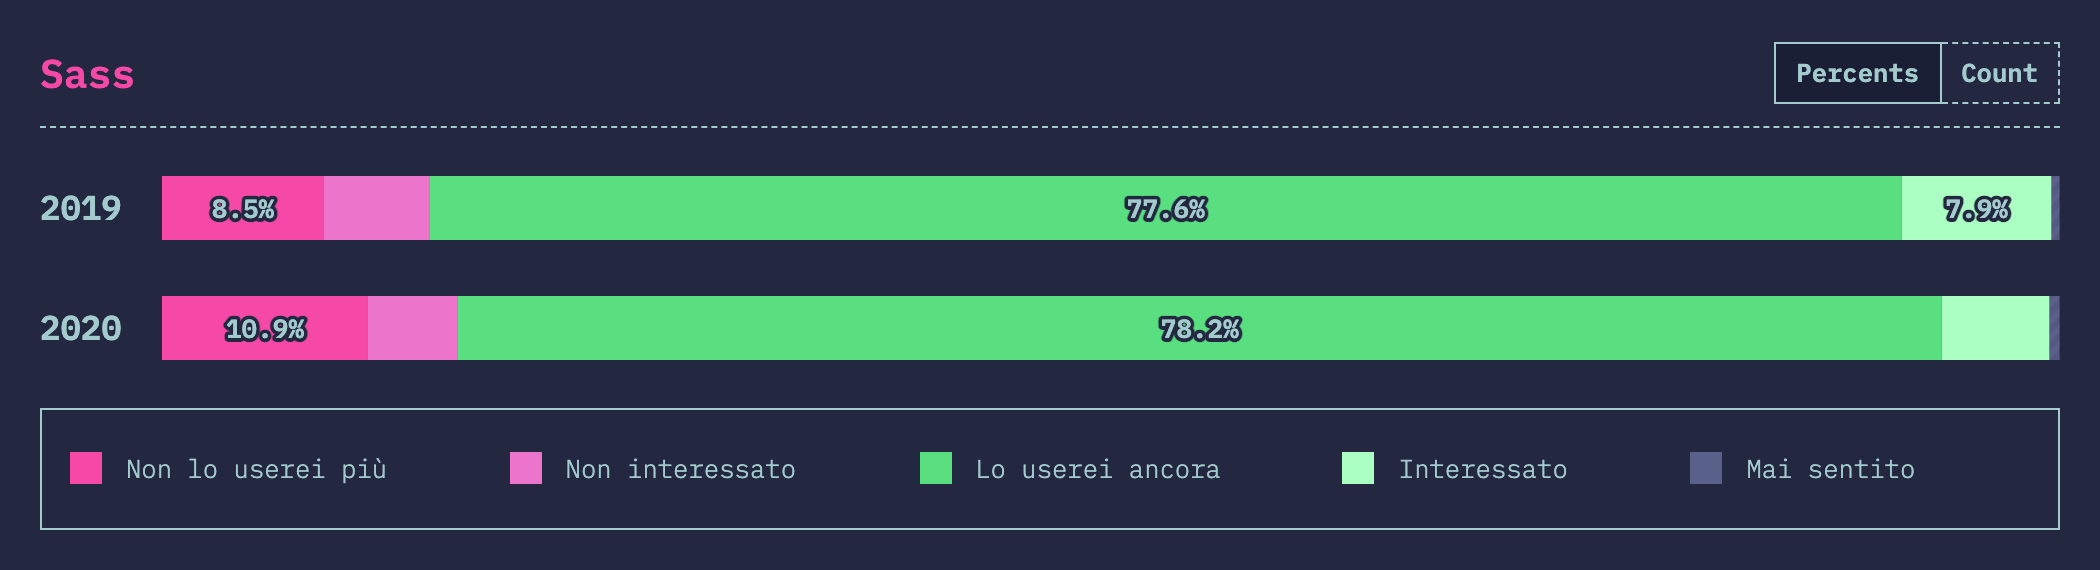 Sass
Percents Count
2019 8.5% 77.6% 7.9%
2020 10.9% 78.2%
Non lo userei più Non interessato Lo userei ancora Interessato Mai sentito